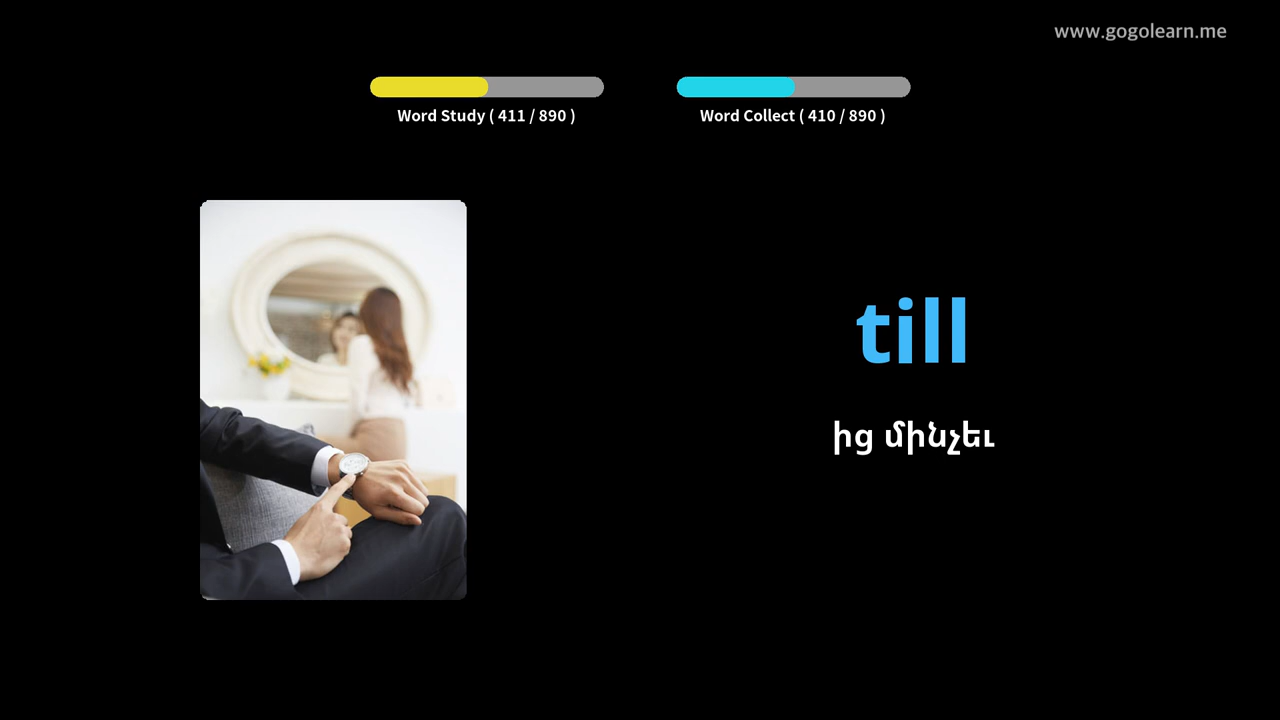 www.gogolearn.me
Word Study ( 411 / 890 )
Word Collect ( 410 / 890 )
till
ից մինչեւ